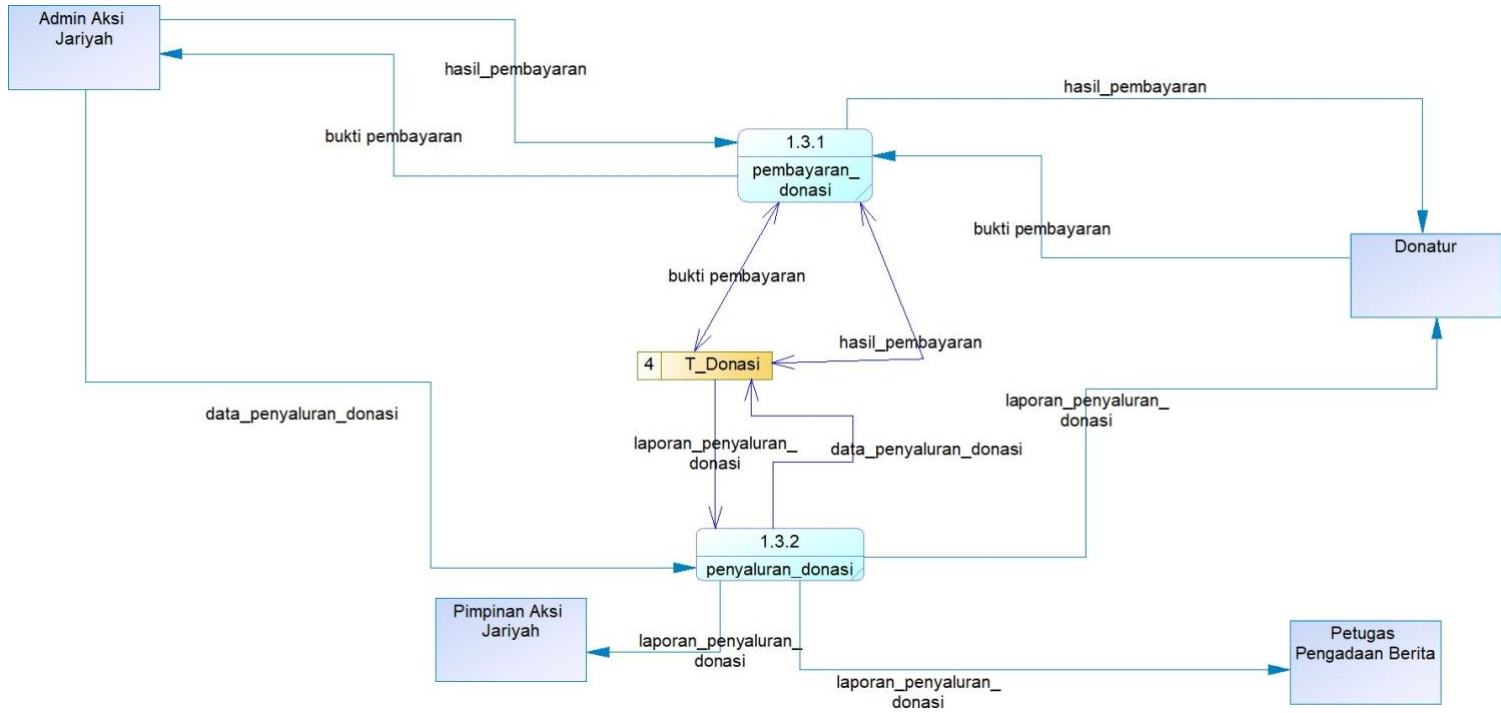 Admin Aksi
Jariyah
hasil_pembayaran
hasil_pembayaran
bukti pembayaran
1.3.1
pembayaran_
donasi
bukti pembayaran
Donatur
bukti pembayaran
hasil_pembayaran
4
T_Donasi
data_penyaluran_donasi
laporan_penyaluran_
donasi
laporan_penyaluran_
donasi
data_penyaluran_donasi
1.3.2
penyaluran_donasi
Pimpinan Aksi
Jariyah
laporan_penyaluran_
donasi
Petugas
Pengadaan Berita
laporan_penyaluran_
donasi